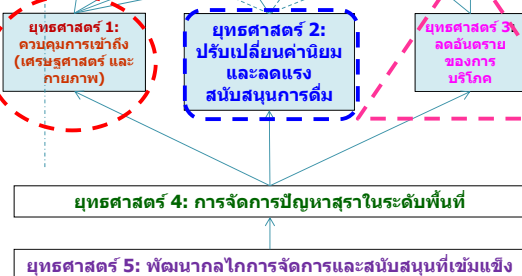 ยุทธศาสตร์ 1:
ควบคุมการเข้าถึง
(เศรษฐศาสตร์ และ
กายภาพ)
ยุทธศาสตร์ 2:
ปรับเปลี่ยนค่านิยม
และลดแรง
สนับสนุนการดื่ม
ยุทธศาสตร์ 3:
ลดอันตราย
ของการ
บริโภค
ยุทธศาสตร์ 4: การจัดการปัญหาสุราในระดับพื้นที่
ยุทธศาสตร์ 5: พัฒนากลไกการจัดการและสนับสนุนที่เข้มแข็ง